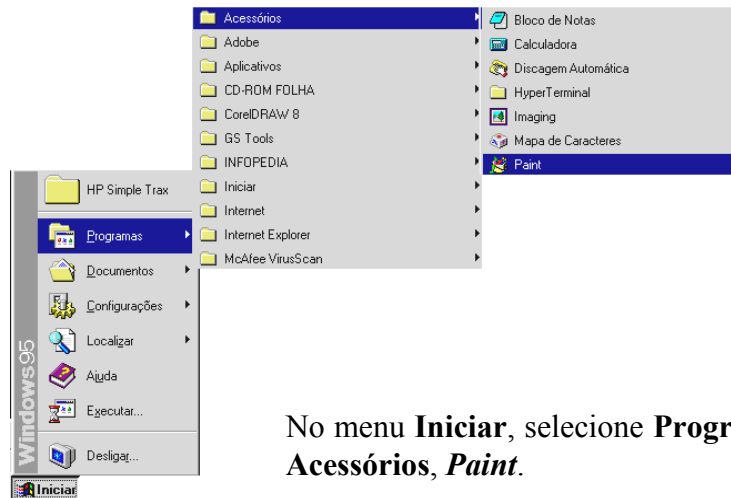 Acessórios
Adobe
Aplicativos
CD-ROM FOLHA
CorelDRAW 8
GS Tools
INFOPEDIA
Iniciar
Internet
Internet Explorer
McAfee VirusScan
Bloco de Notas
Calculadora
Discagem Automática
HyperTerminal
Imaging
Mapa de Caracteres
Paint
HP Simple Trax
Programas
Documentos
Configurações
Localizar
Ajuda
Executar...
Desligar...
Windows95
Iniciar
No menu Iniciar, selecione
Acessórios, Paint.